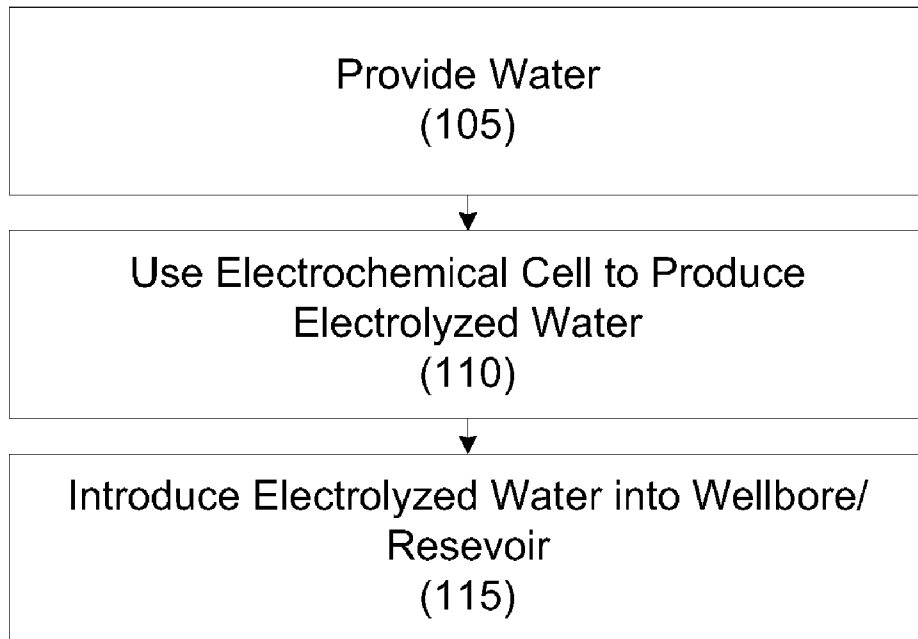 Provide Water
(105)
Use Electrochemical Cell to Produce
Electrolyzed Water
(110)
Introduce Electrolyzed Water into Wellbore/
Resevoir
(115)